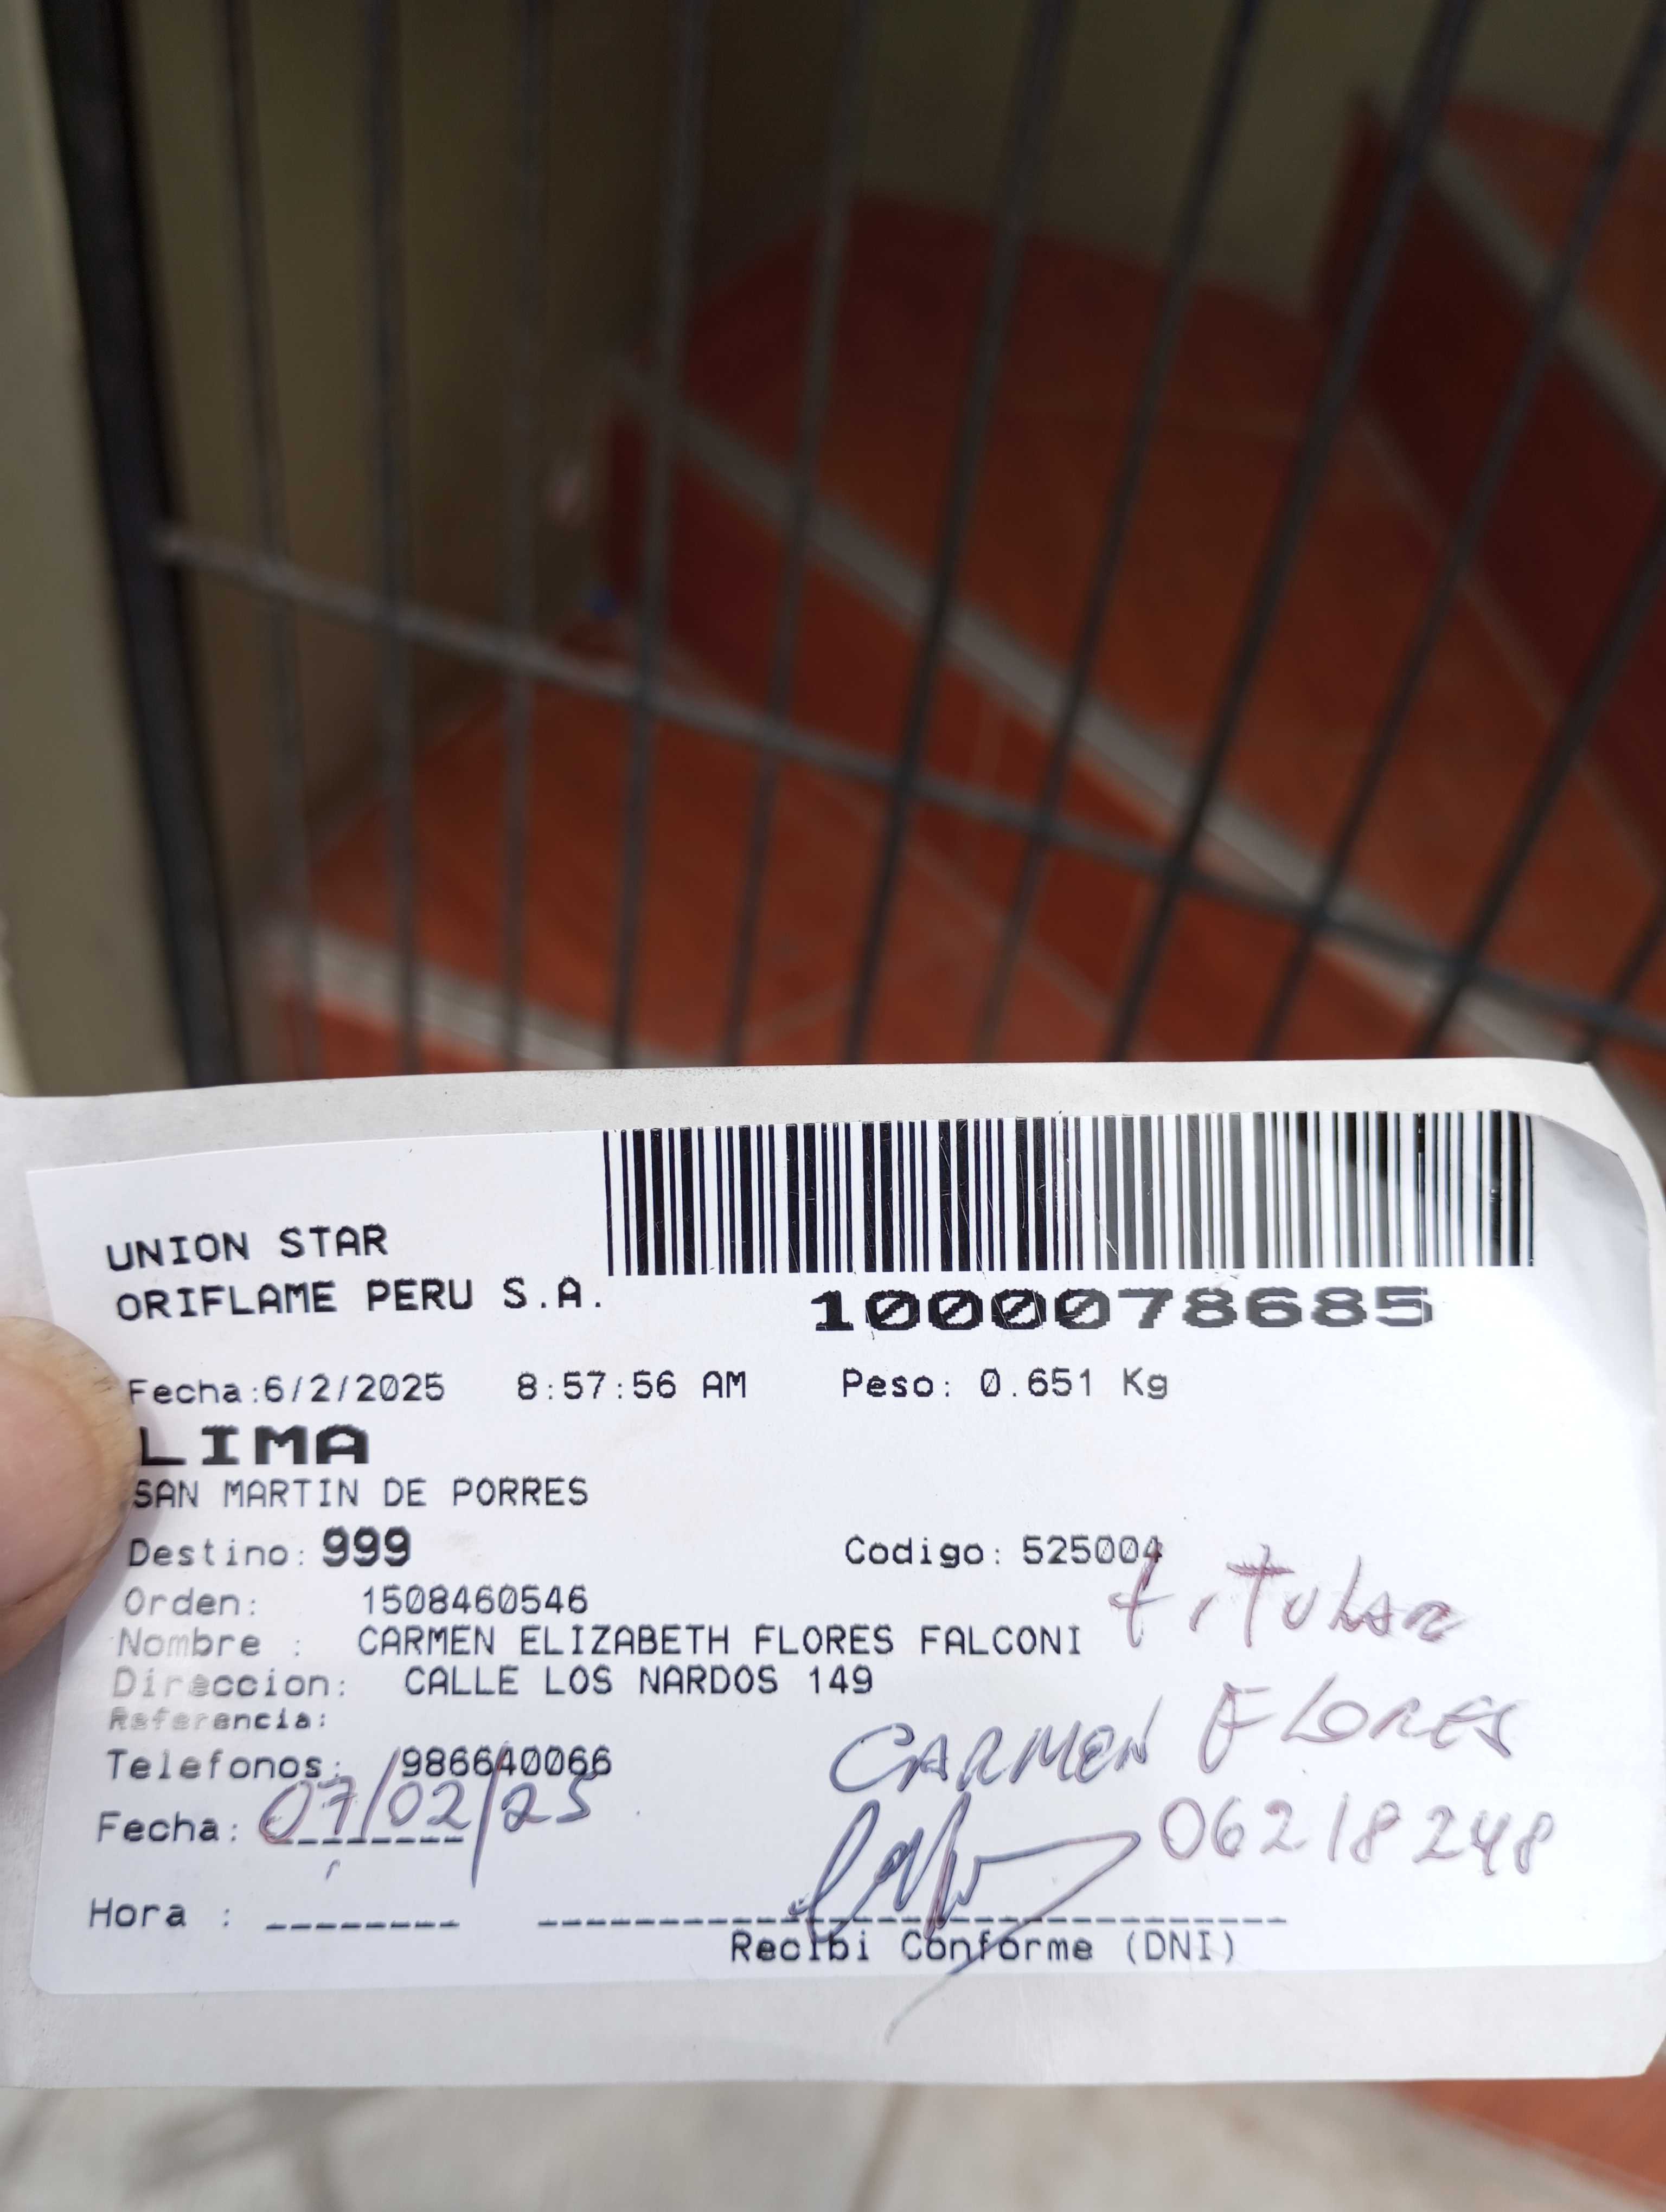 UNION STAR
ORIFLAME PERU S.A.
1000078685
Fecha:6/2/2025 8:57:56 AM Peso: 0.651 Kg
LIMA
SAN MARTIN DE PORRES
Destino: 999 Codigo: 525004
Orden: 1508460546
titular
Nombre : CARMEN ELIZABETH FLORES FALCONI
Direccion: CALLE LOS NARDOS 149
Referencia:
CARMEN FLORES
Telefonos: 986640066
Fecha: 07/02/25
06218248
Hora : --------
Recibi Conforme (DNI)